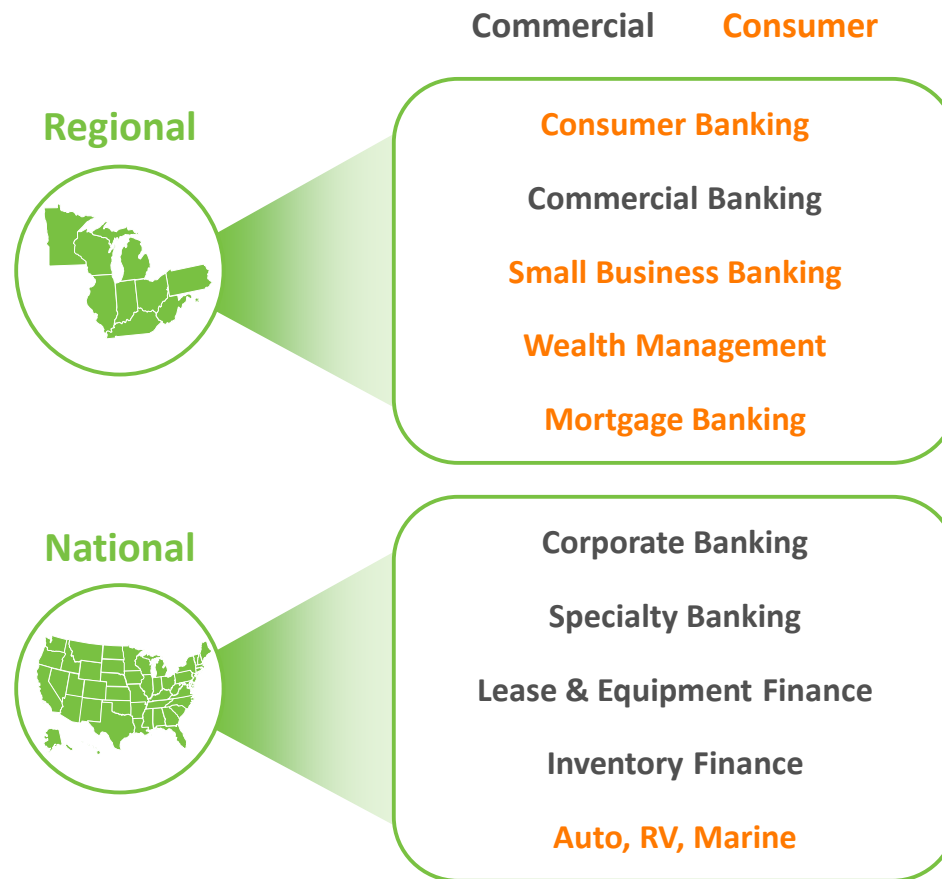 Commercial Consumer
Regional
Consumer Banking
Commercial Banking
Small Business Banking
Wealth Management
Mortgage Banking
National
Corporate Banking
Specialty Banking
Lease & Equipment Finance
Inventory Finance
Auto, RV, Marine